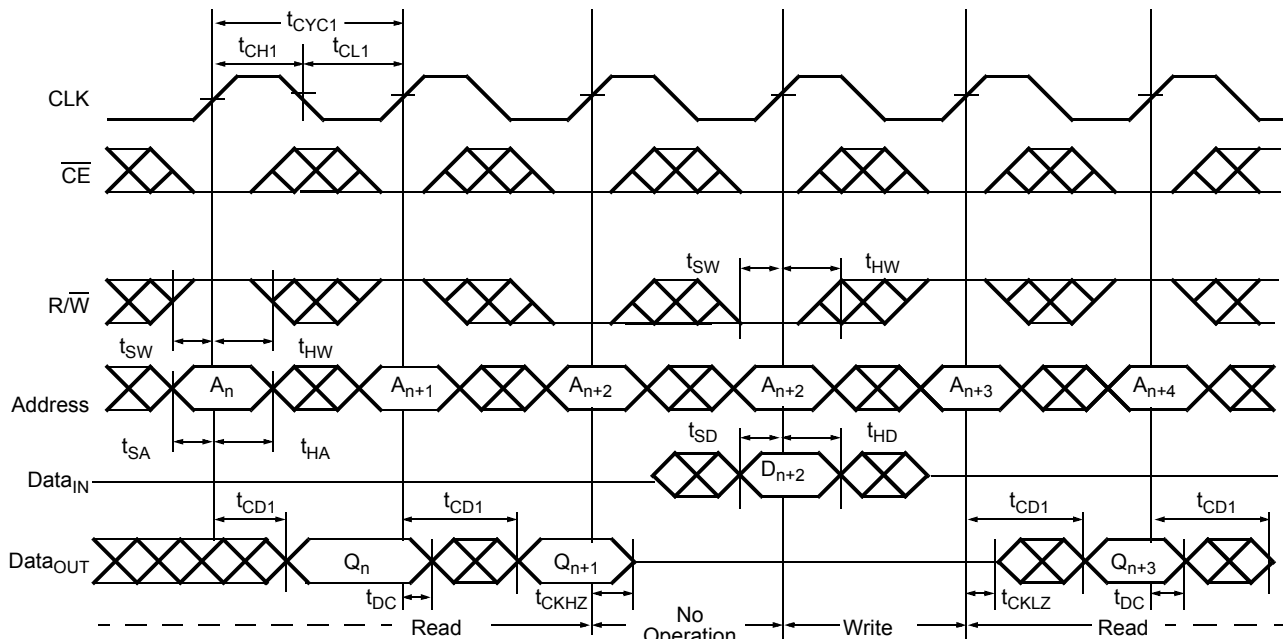 tCYC1
tCH1 tCL1
CLK
CE
tSW tHW
R/W
tSW tHW
Address An An+1 An+2 An+2 An+3 An+4
tSA tHA tSD tHD
DataIN Dn+2
tCD1 tCD1 tCD1 tCD1
DataOUT Qn Qn+1 Qn+3
tDC tCKHZ tCKLZ tDC
Read No Operation Write Read